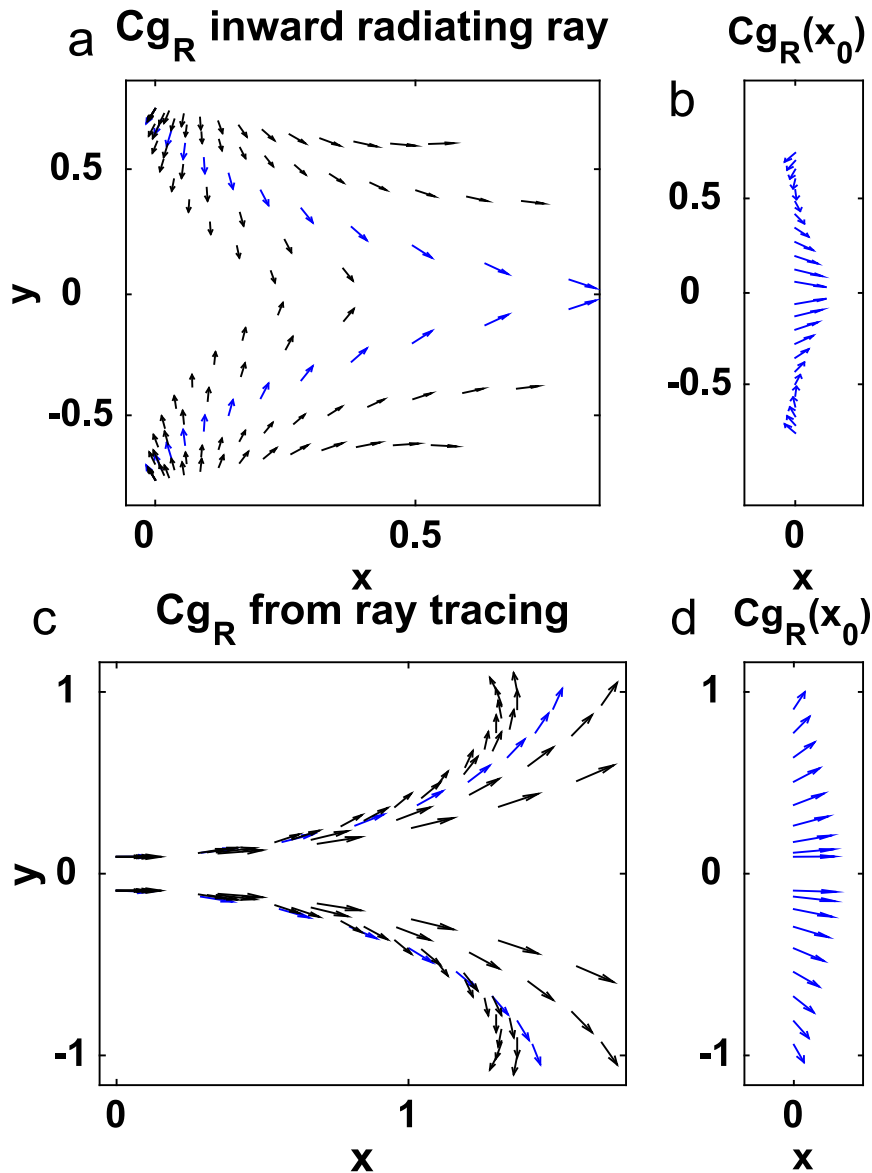 a Cg_R inward radiating ray
0.5
0
-0.5
y
0 0.5
x
b Cg_R(x_0)
0.5
0
-0.5
0
x
c Cg_R from ray tracing
1
0
-1
y
0 1
x
d Cg_R(x_0)
1
0
-1
0
x